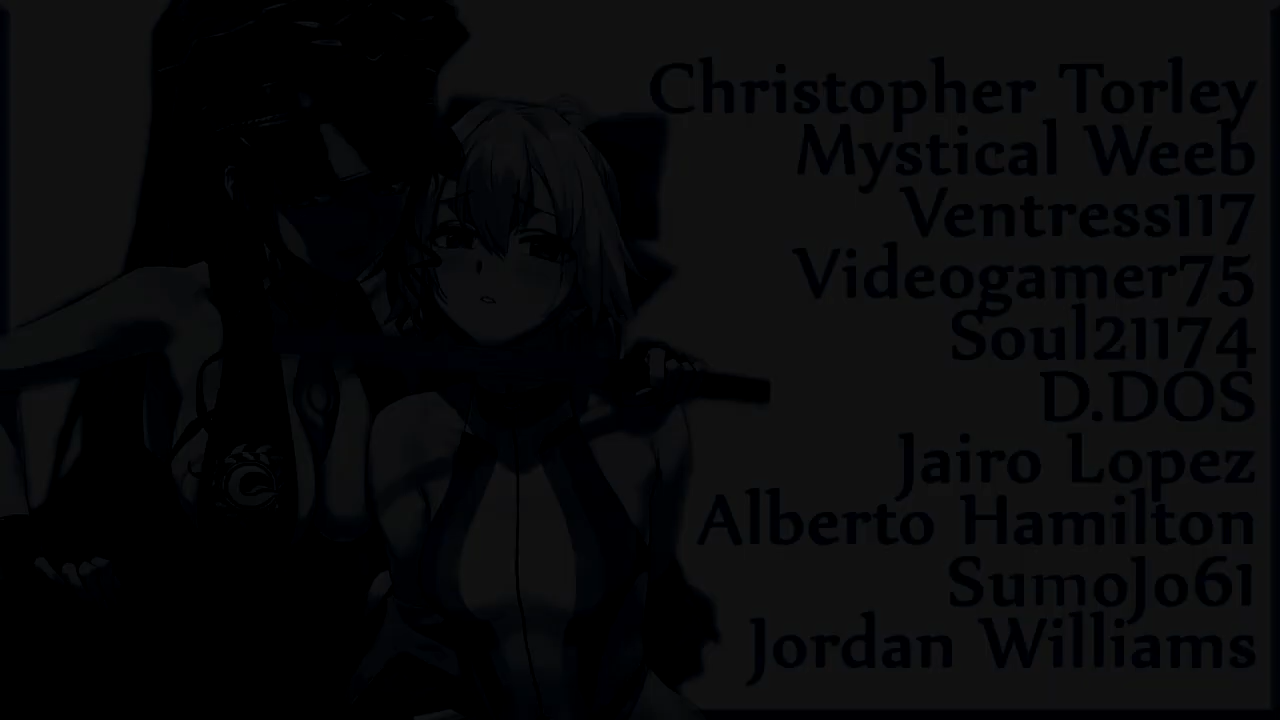 Christopher Torley
Mystical Weeb
Ventress117
Videogamer75
Soul21174
D.DOS
Jairo Lopez
Alberto Hamilton
SumoJo61
Jordan Williams